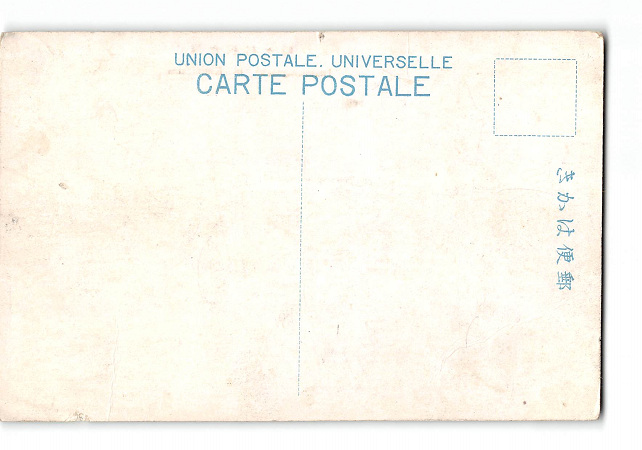 UNION POSTALE. UNIVERSELLE
CARTE POSTALE
きかは便郵